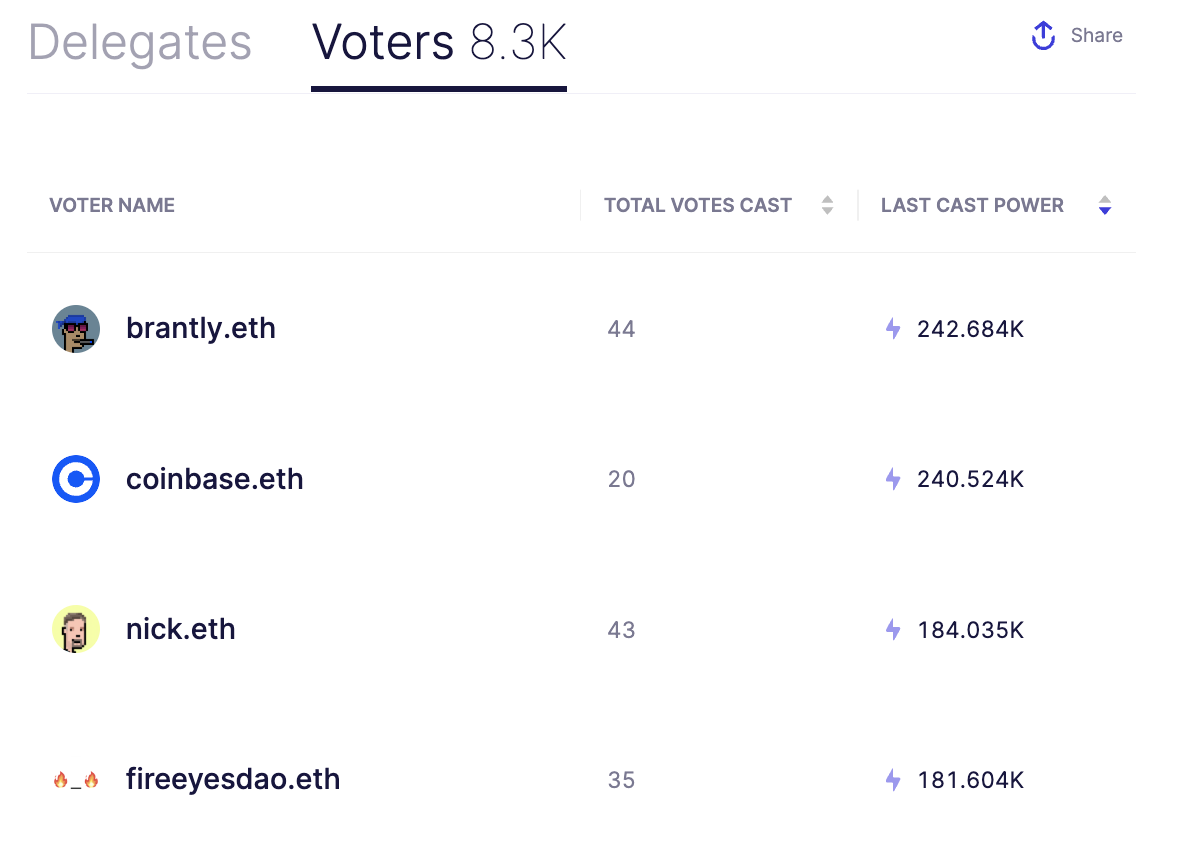 Delegates Voters 8.3K Share
VOTER NAME TOTAL VOTES CAST LAST CAST POWER
brantly.eth 44 242.684K
coinbase.eth 20 240.524K
nick.eth 43 184.035K
🔥_🔥 fireeyesdao.eth 35 181.604K